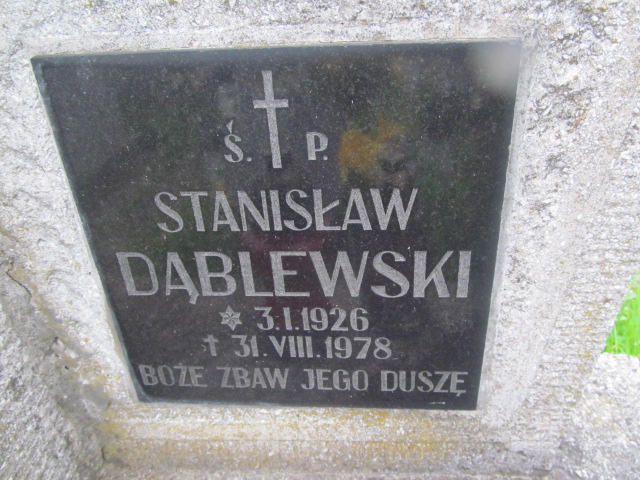 Ś. P.
STANISŁAW
DĄBLEWSKI
3.I.1926
† 31.VIII.1978
BOŻE ZBAW JEGO DUSZĘ